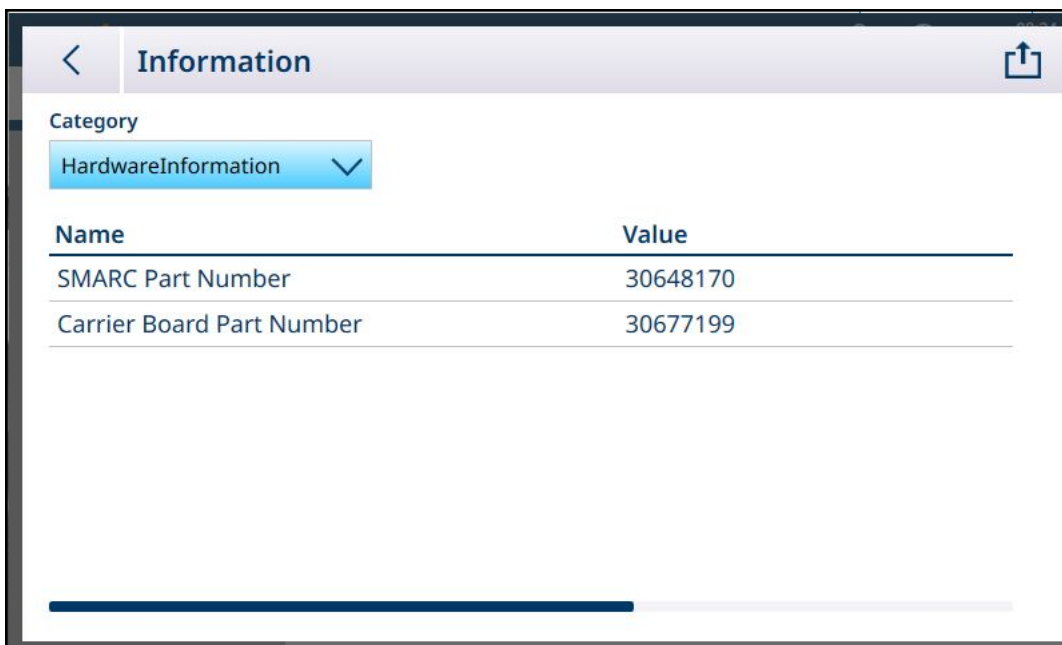 Information
Category
HardwareInformation
Name Value
SMARC Part Number 30648170
Carrier Board Part Number 30677199